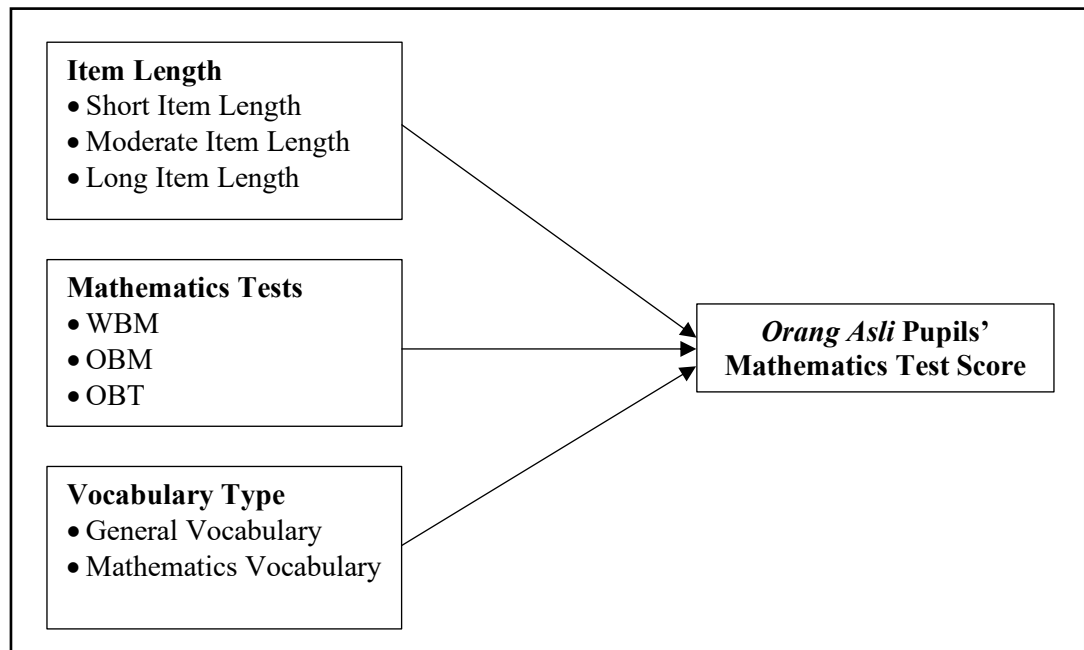 Item Length
• Short Item Length
• Moderate Item Length
• Long Item Length
Mathematics Tests
• WBM
• OBM
• OBT
Vocabulary Type
• General Vocabulary
• Mathematics Vocabulary
Orang Asli Pupils’
Mathematics Test Score